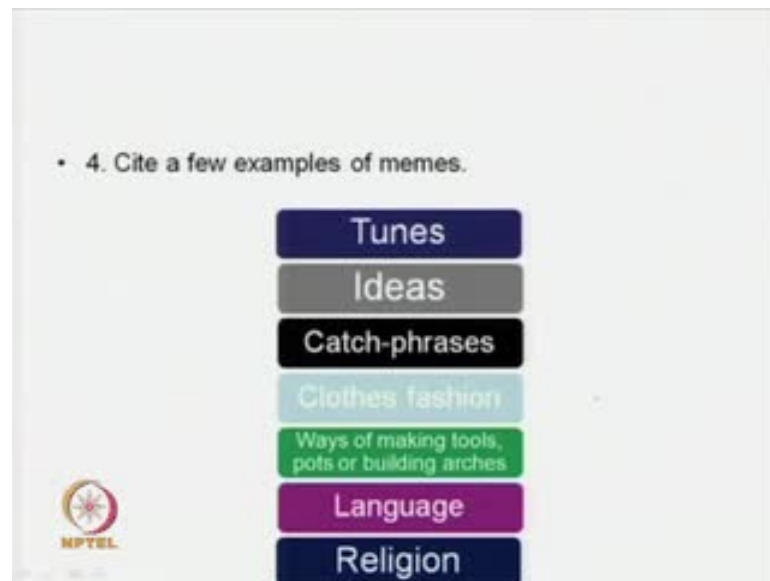 • 4. Cite a few examples of memes.
Tunes
Ideas
Catch-phrases
Clothes fashion
Ways of making tools,
pots or building arches
Language
Religion
NPTEL